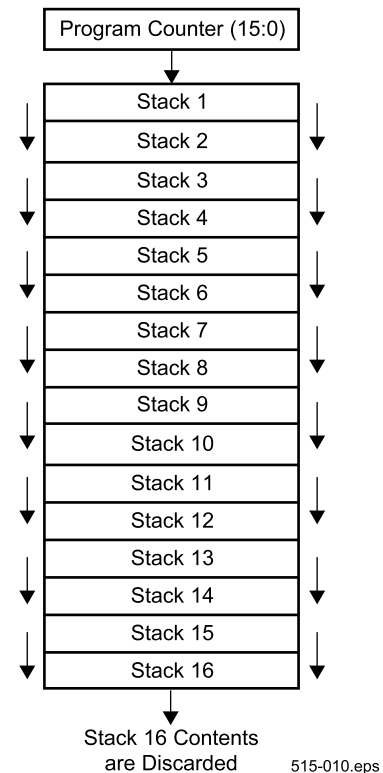 Program Counter (15:0)
Stack 1
Stack 2
Stack 3
Stack 4
Stack 5
Stack 6
Stack 7
Stack 8
Stack 9
Stack 10
Stack 11
Stack 12
Stack 13
Stack 14
Stack 15
Stack 16
Stack 16 Contents
are Discarded
515-010.eps